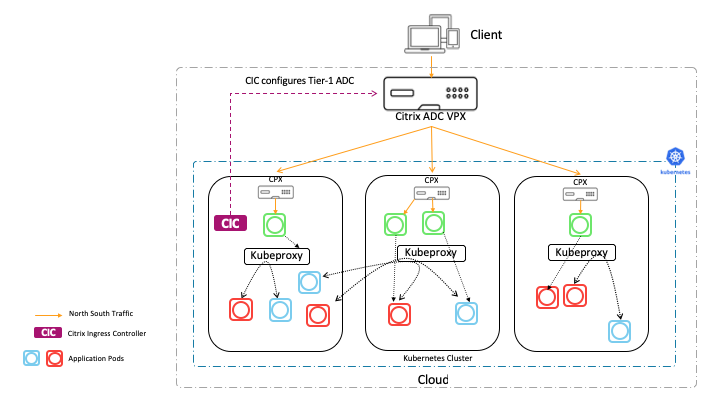 Client
CIC configures Tier-1 ADC
Citrix ADC VPX
kubernetes
CPX
CPX
CPX
CIC
Kubeproxy
Kubeproxy
Kubeproxy
North South Traffic
CIC
Citrix Ingress Controller
Application Pods
Kubernetes Cluster
Cloud